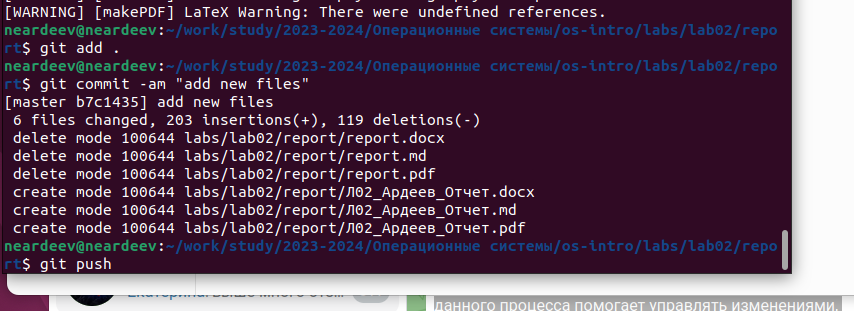 [WARNING] [makePDF] LaTeX Warning: There were undefined references.
neardeev@neardeev:~/work/study/2023-2024/Операционные системы/os-intro/labs/lab02/repo
rt$ git add .
neardeev@neardeev:~/work/study/2023-2024/Операционные системы/os-intro/labs/lab02/repo
rt$ git commit -am "add new files"
[master b7c1435] add new files
 6 files changed, 203 insertions(+), 119 deletions(-)
 delete mode 100644 labs/lab02/report/report.docx
 delete mode 100644 labs/lab02/report/report.md
 delete mode 100644 labs/lab02/report/report.pdf
 create mode 100644 labs/lab02/report/Л02_Ардеев_Отчет.docx
 create mode 100644 labs/lab02/report/Л02_Ардеев_Отчет.md
 create mode 100644 labs/lab02/report/Л02_Ардеев_Отчет.pdf
neardeev@neardeev:~/work/study/2023-2024/Операционные системы/os-intro/labs/lab02/repo
rt$ git push
данного процесса помогает управлять изменениями,